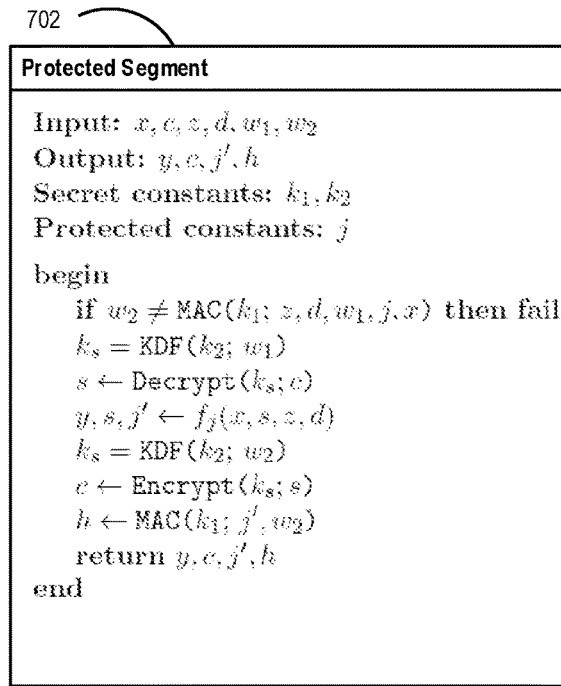 702
Protected Segment
Input: x, c, z, d, w₁, w₂
Output: y, c, j′, h
Secret constants: k₁, k₂
Protected constants: j
begin
if w₂ ≠ MAC(k₁; z, d, w₁, j, x) then fail
kₛ = KDF(k₂; w₁)
s ← Decrypt(kₛ; c)
y, s, j′ ← fⱼ(x, s, z, d)
kₛ = KDF(k₂; w₂)
c ← Encrypt(kₛ; s)
h ← MAC(k₁; j′, w₂)
return y, c, j′, h
end